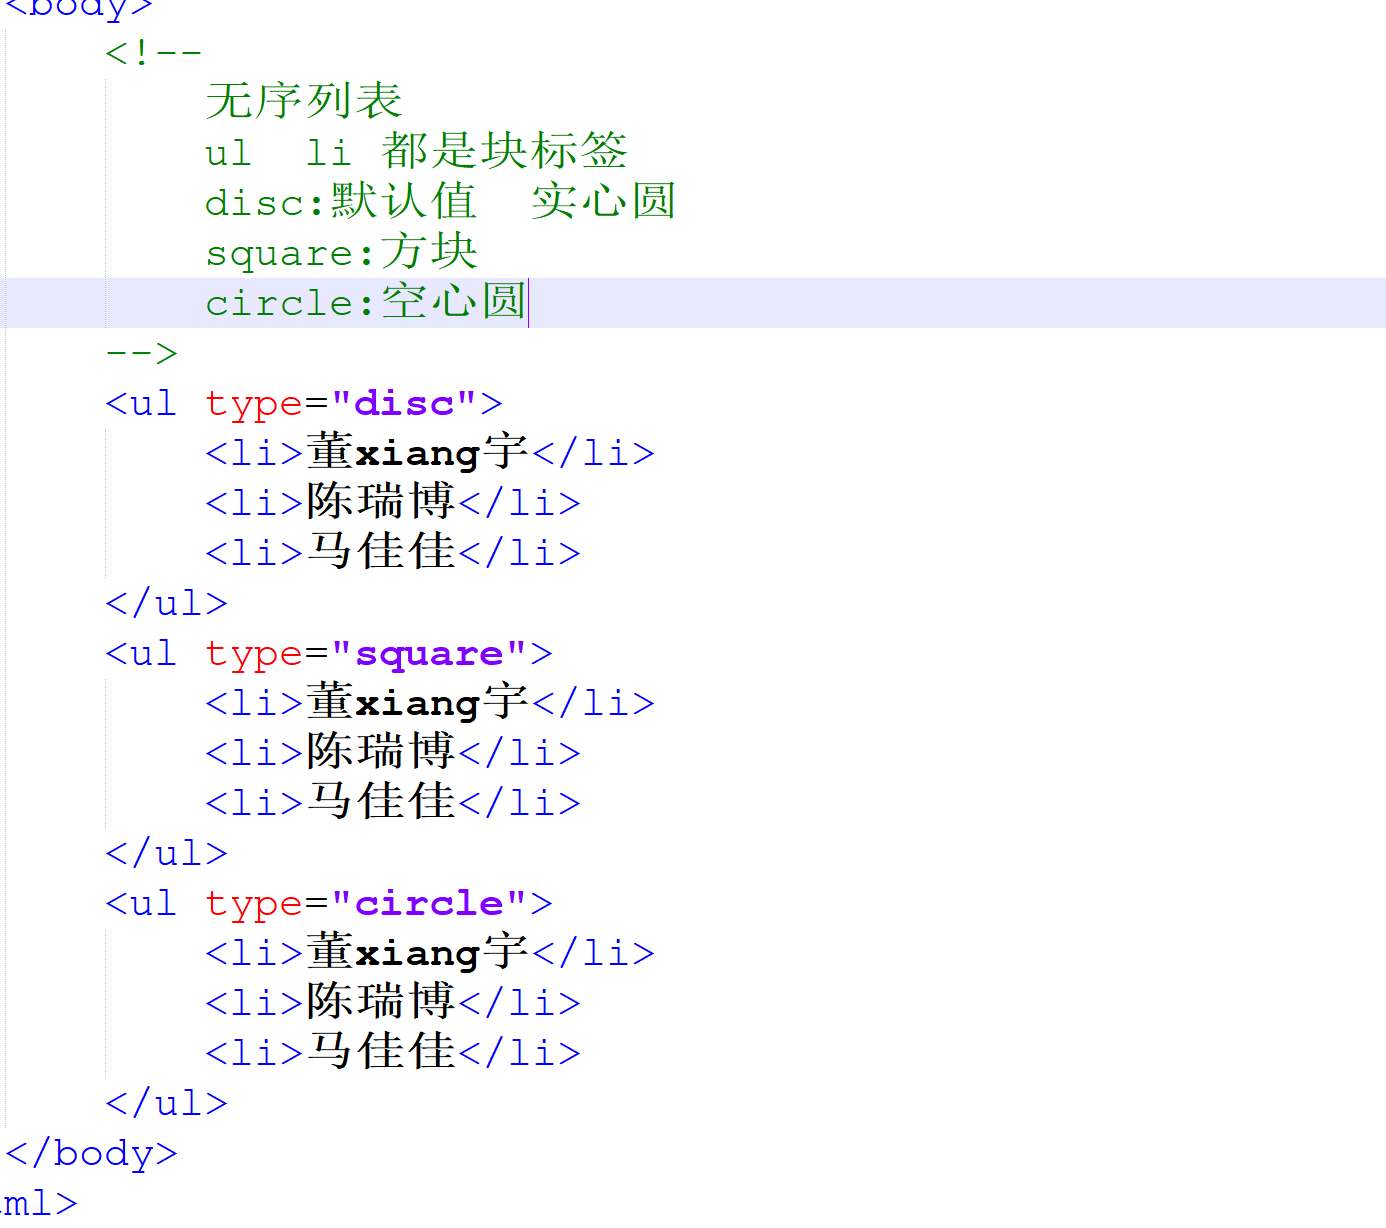 <body>
<!--
无序列表
ul  li 都是块标签
disc:默认值  实心圆
square:方块
circle:空心圆
-->
<ul type="disc">
<li>董xiang宇</li>
<li>陈瑞博</li>
<li>马佳佳</li>
</ul>
<ul type="square">
<li>董xiang宇</li>
<li>陈瑞博</li>
<li>马佳佳</li>
</ul>
<ul type="circle">
<li>董xiang宇</li>
<li>陈瑞博</li>
<li>马佳佳</li>
</ul>
</body>
ml>